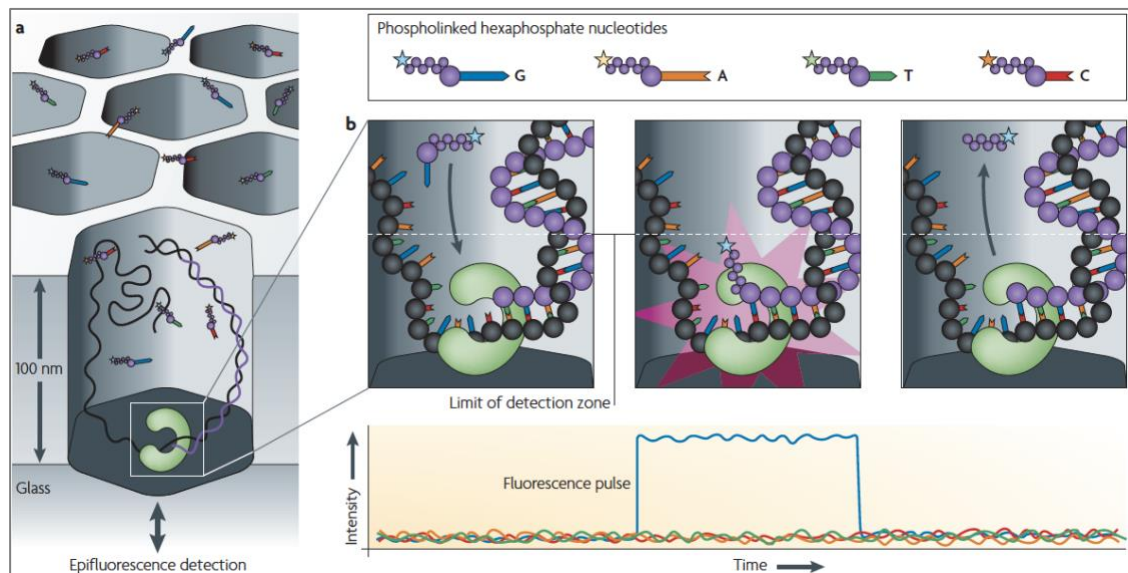 a
Phospholinked hexaphosphate nucleotides
G
A
T
C
b
100 nm
Glass
Epifluorescence detection
Limit of detection zone
Fluorescence pulse
Intensity
Time